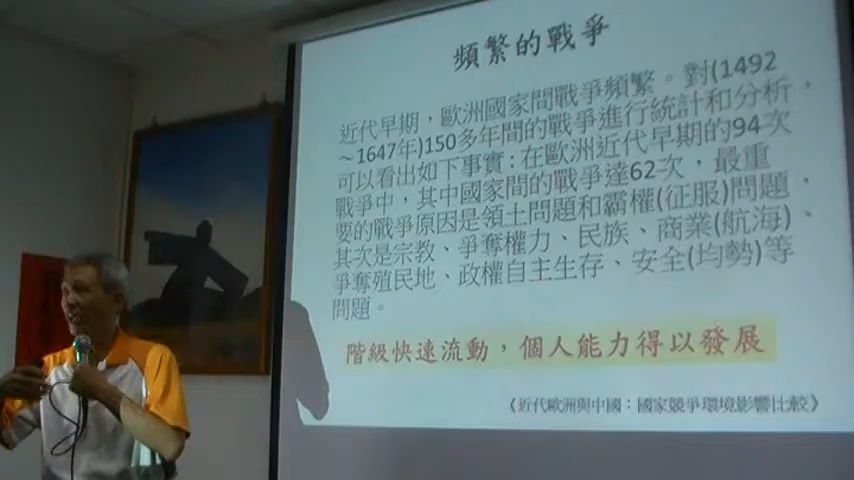 頻繁的戰爭
近代早期，歐洲國家間戰爭頻繁。對(1492
～1647年)150多年間的戰爭進行統計和分析，
可以看出如下事實：在歐洲近代早期的94次
戰爭中，其中國家間的戰爭達62次，最重
要的戰爭原因是領土問題和霸權(征服)問題，
其次是宗教、爭奪權力、民族、商業(航海)、
爭奪殖民地、政權自主生存、安全(均勢)等
問題。
階級快速流動，個人能力得以發展
《近代歐洲與中國：國家競爭環境影響比較》